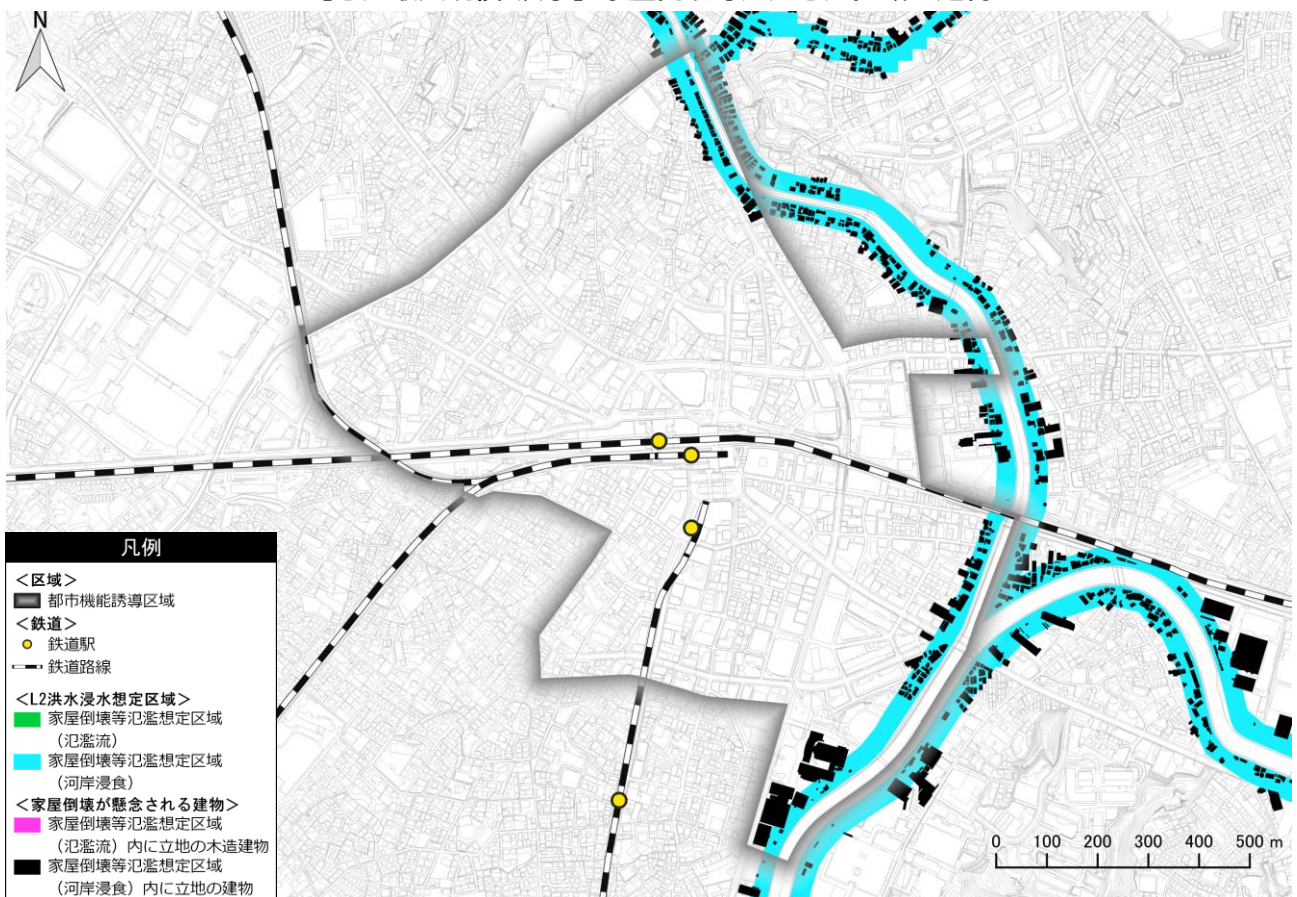 N
凡例
＜区域＞
都市機能誘導区域
＜鉄道＞
鉄道駅
鉄道路線
＜L2洪水浸水想定区域＞
家屋倒壊等氾濫想定区域
（氾濫流）
家屋倒壊等氾濫想定区域
（河岸浸食）
＜家屋倒壊が懸念される建物＞
家屋倒壊等氾濫想定区域
（氾濫流）内に立地の木造建物
家屋倒壊等氾濫想定区域
（河岸浸食）内に立地の建物
0 100 200 300 400 500 m